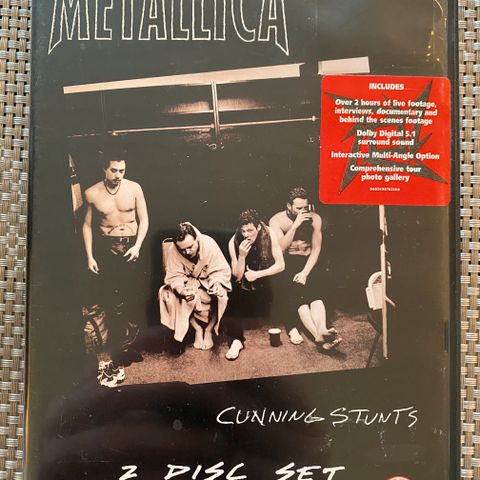 METALLICA
INCLUDES
Over 2 hours of live footage,
interviews, documentary and
behind the scenes footage
Dolby Digital 5.1
surround sound
Interactive Multi-Angle Option
Comprehensive tour
photo gallery
CUNNING STUNTS
2 DISC SET